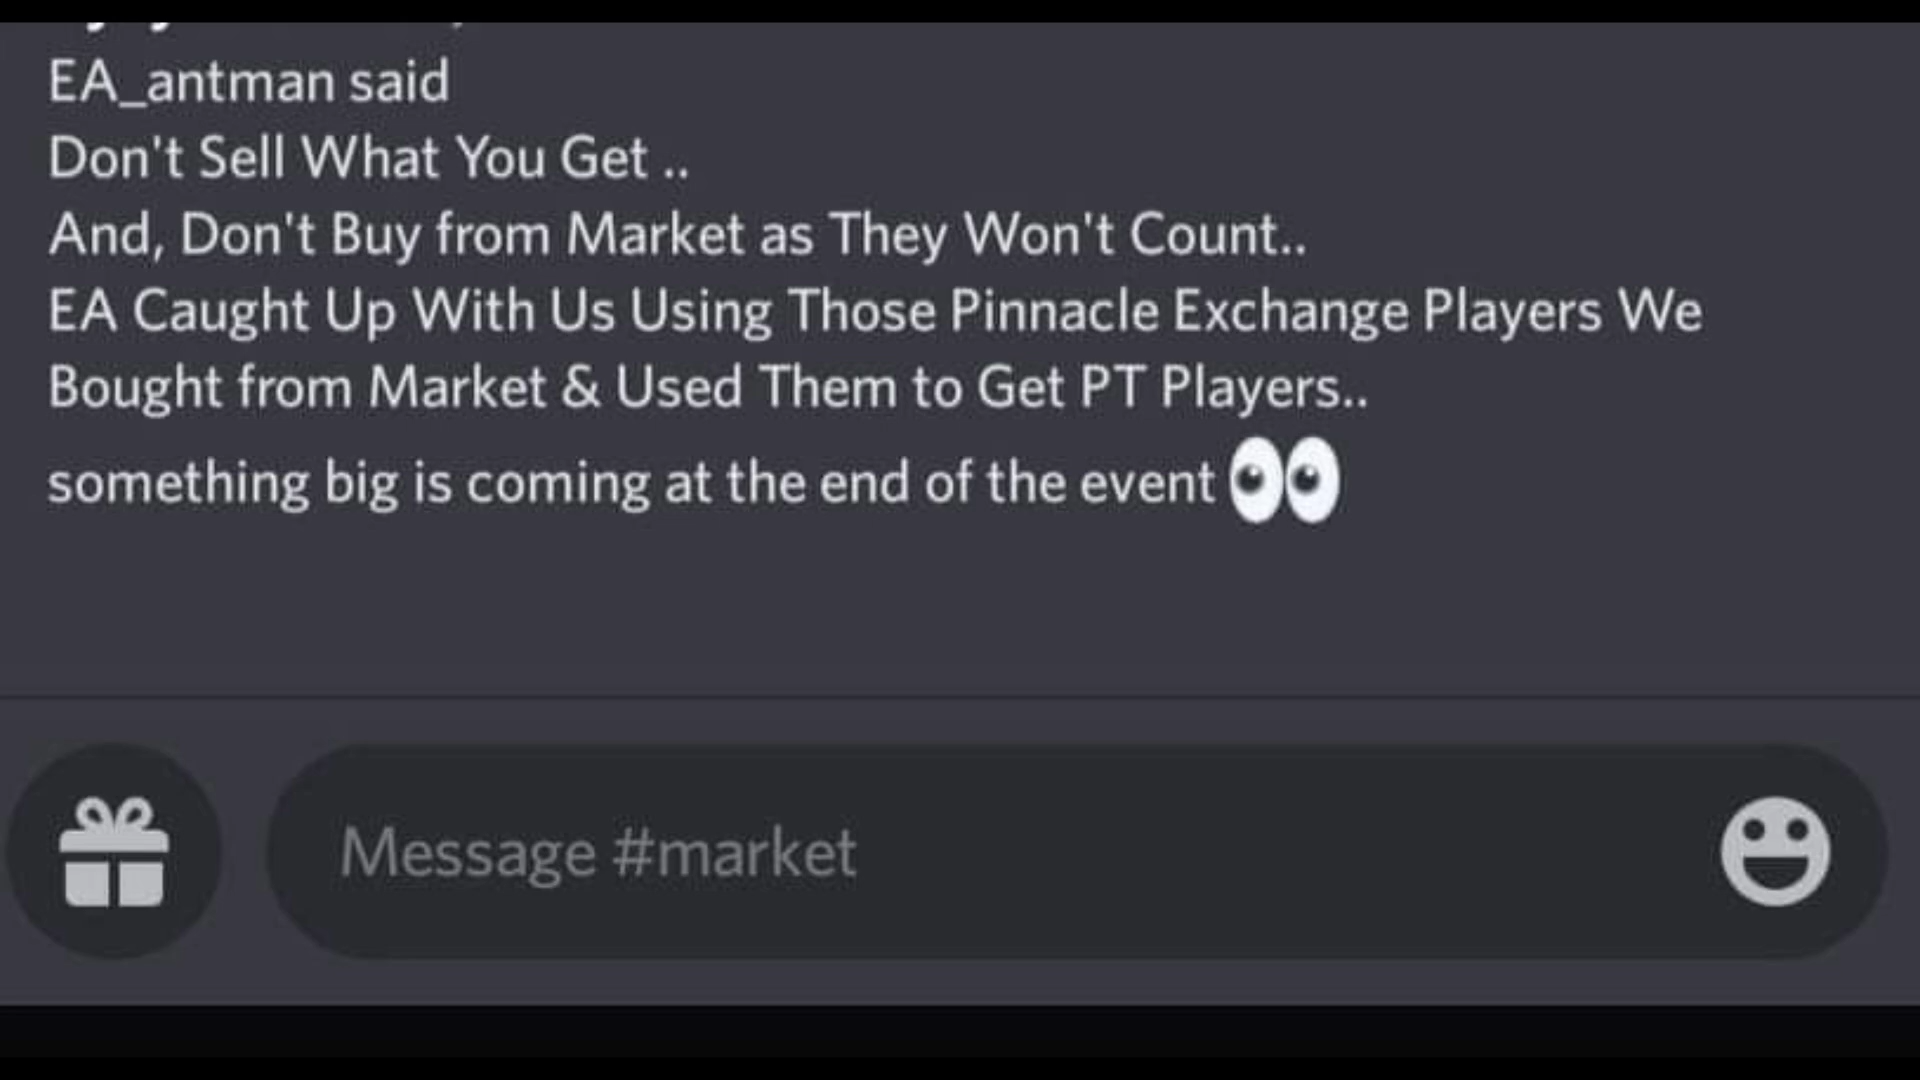 EA_antman said
Don't Sell What You Get ..
And, Don't Buy from Market as They Won't Count..
EA Caught Up With Us Using Those Pinnacle Exchange Players We
Bought from Market & Used Them to Get PT Players..
something big is coming at the end of the event 👀
Message #market